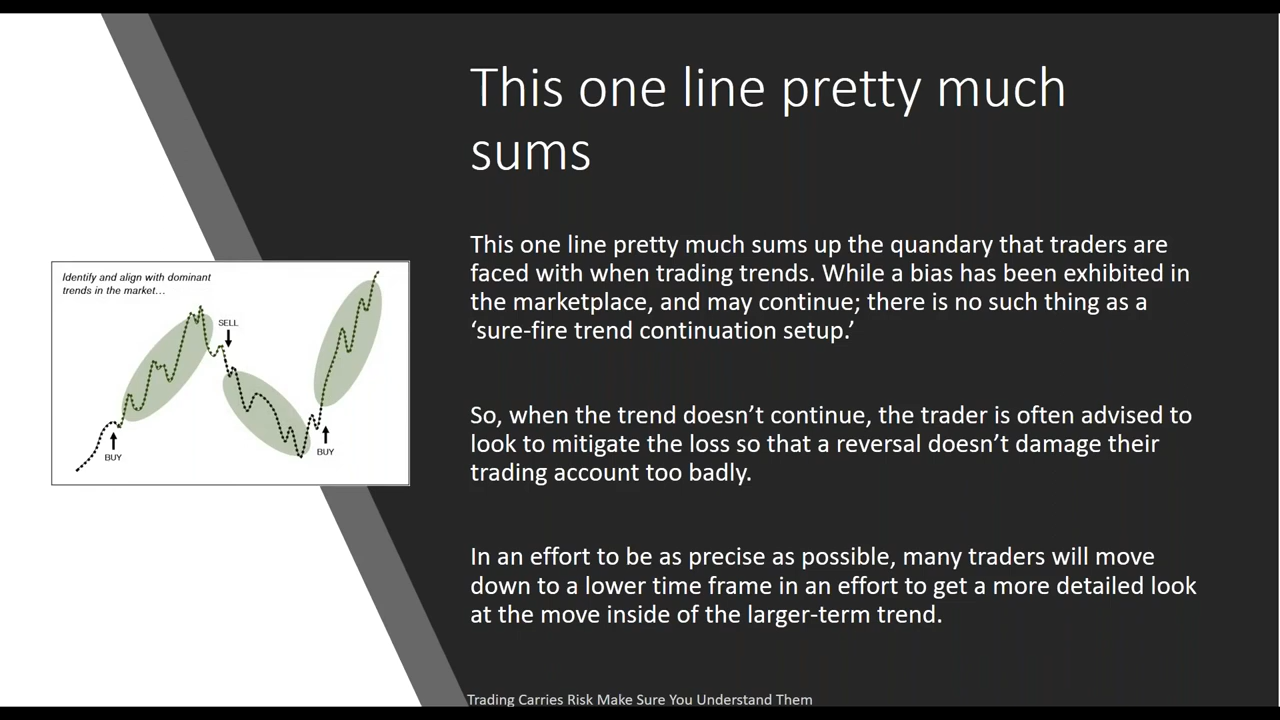 This one line pretty much
sums
Identify and align with dominant
trends in the market…
SELL
BUY
BUY
This one line pretty much sums up the quandary that traders are
faced with when trading trends. While a bias has been exhibited in
the marketplace, and may continue; there is no such thing as a
‘sure-fire trend continuation setup.’
So, when the trend doesn’t continue, the trader is often advised to
look to mitigate the loss so that a reversal doesn’t damage their
trading account too badly.
In an effort to be as precise as possible, many traders will move
down to a lower time frame in an effort to get a more detailed look
at the move inside of the larger-term trend.
Trading Carries Risk Make Sure You Understand Them